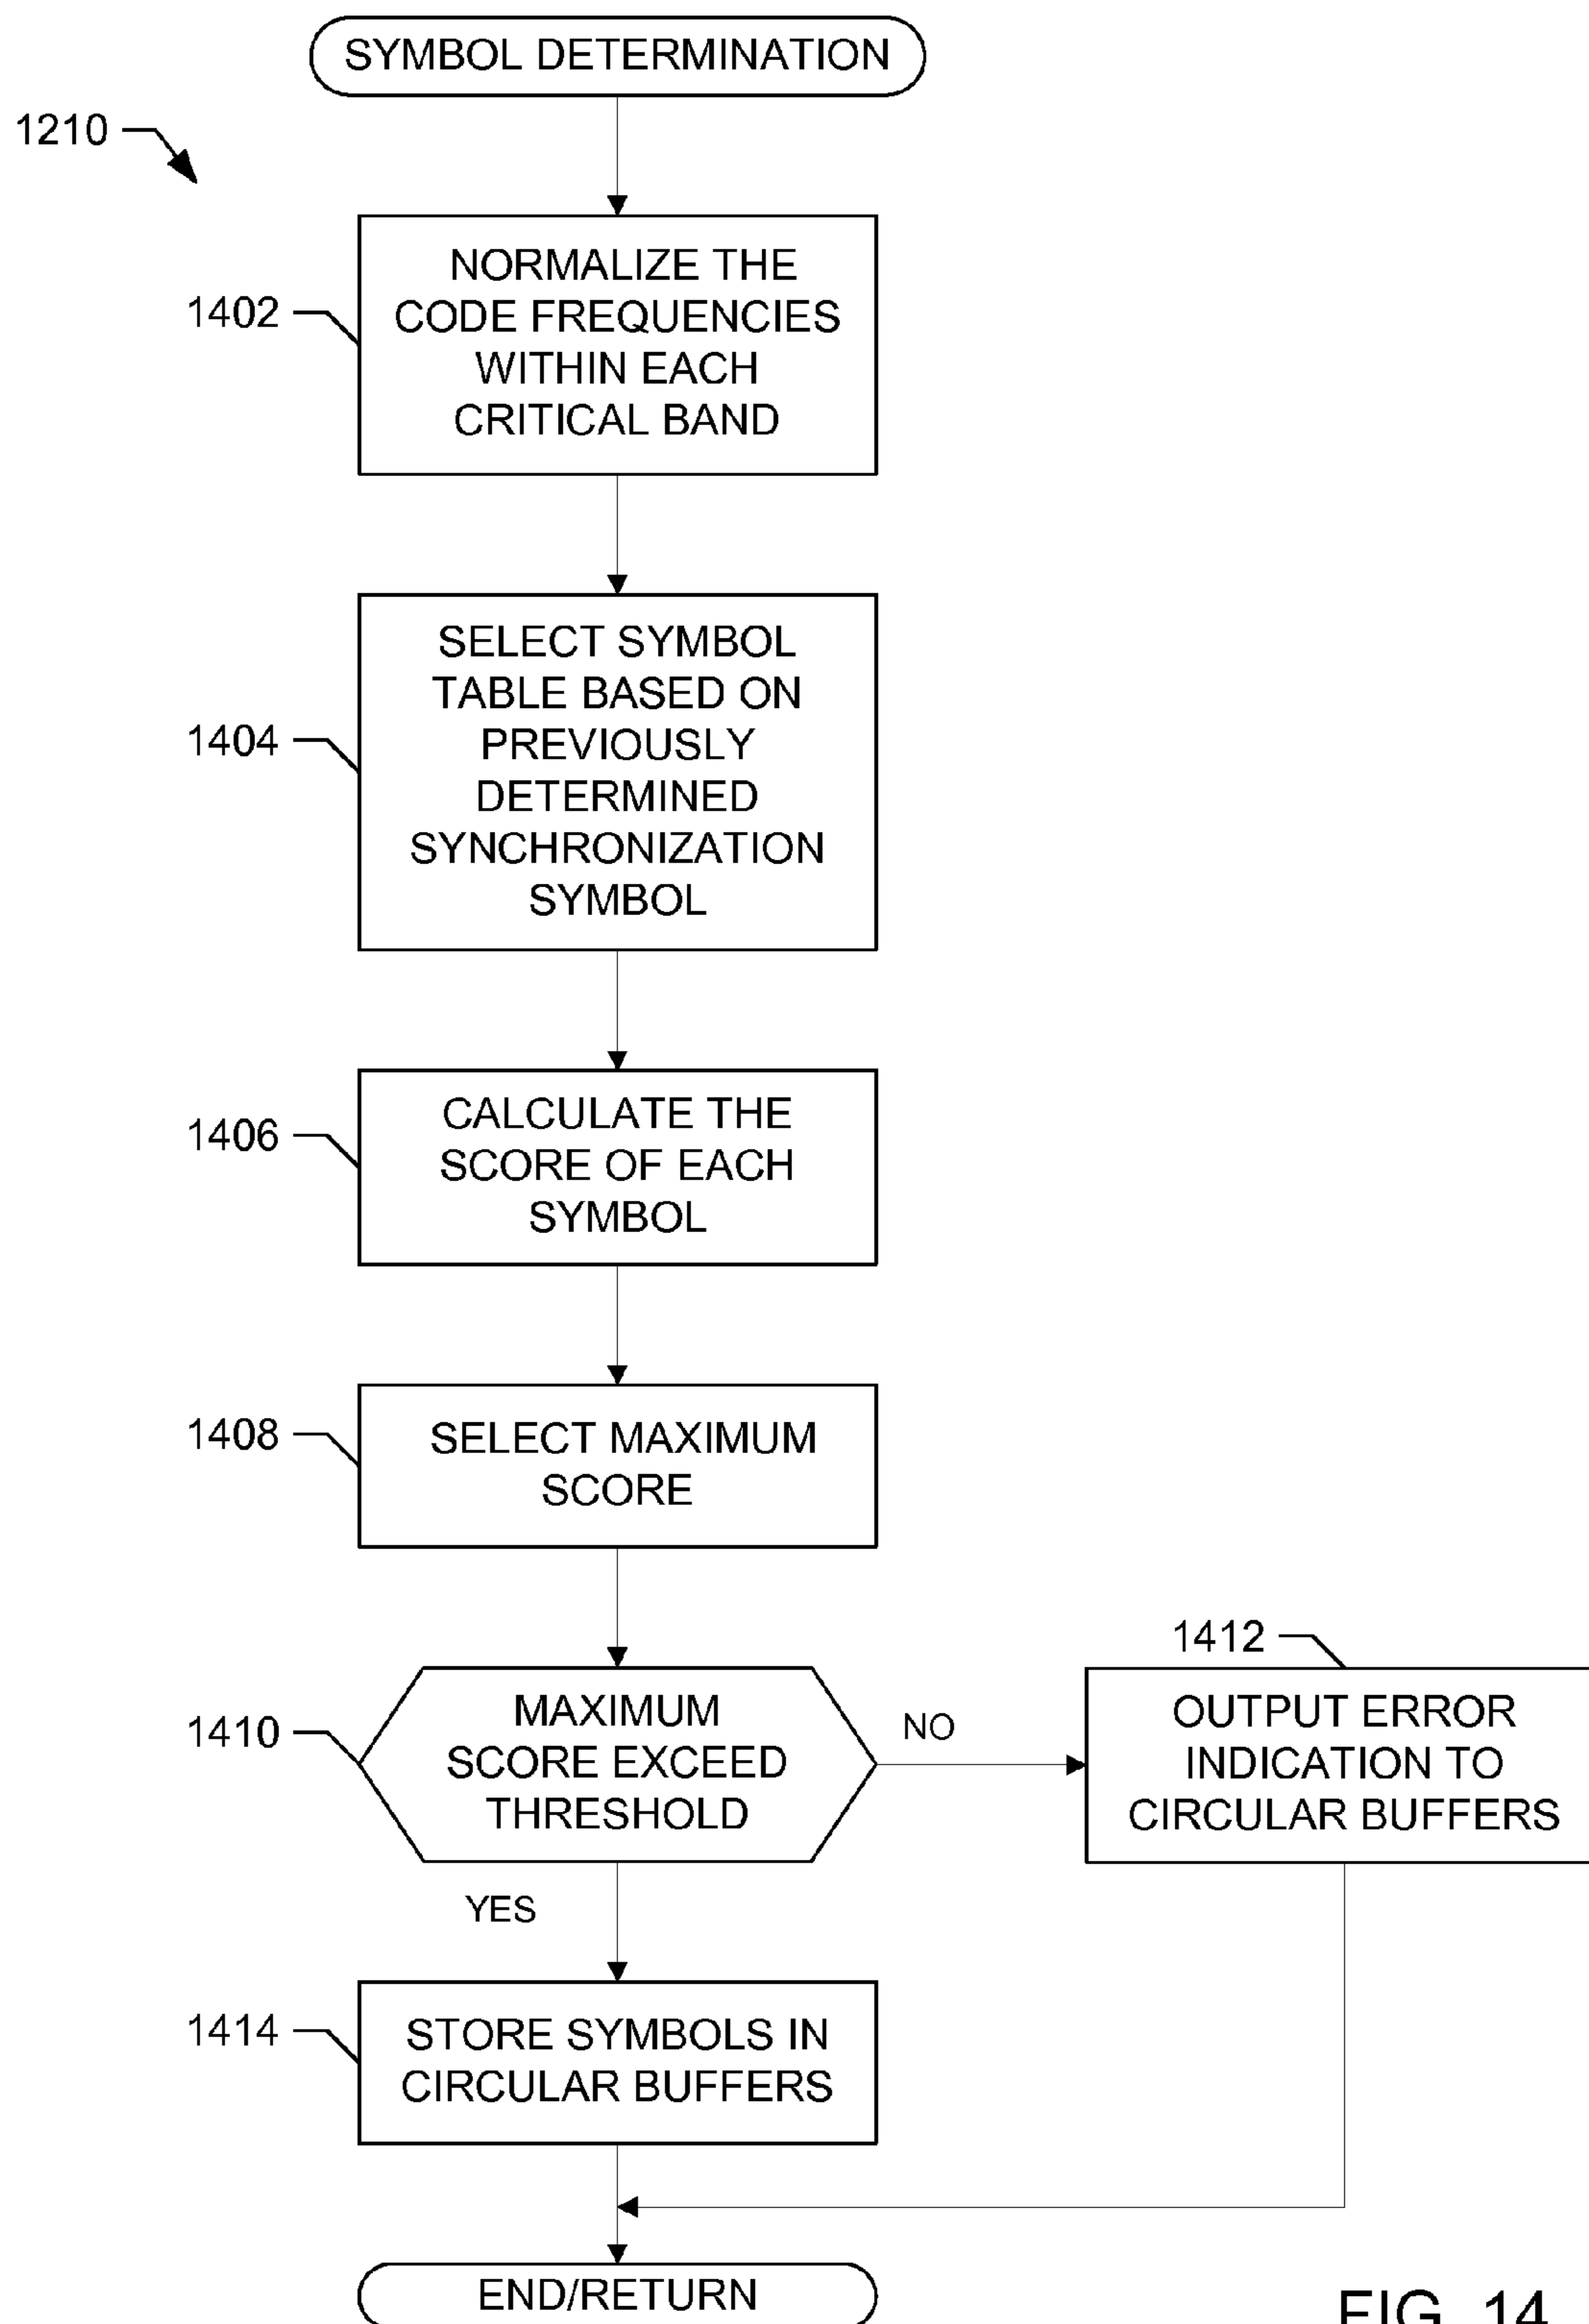 SYMBOL DETERMINATION
1210
NORMALIZE THE
CODE FREQUENCIES
WITHIN EACH
CRITICAL BAND
1402
SELECT SYMBOL
TABLE BASED ON
PREVIOUSLY
DETERMINED
SYNCHRONIZATION
SYMBOL
1404
CALCULATE THE
SCORE OF EACH
SYMBOL
1406
SELECT MAXIMUM
SCORE
1408
MAXIMUM
SCORE EXCEED
THRESHOLD
1410
NO
1412
OUTPUT ERROR
INDICATION TO
CIRCULAR BUFFERS
YES
STORE SYMBOLS IN
CIRCULAR BUFFERS
1414
END/RETURN
FIG. 14